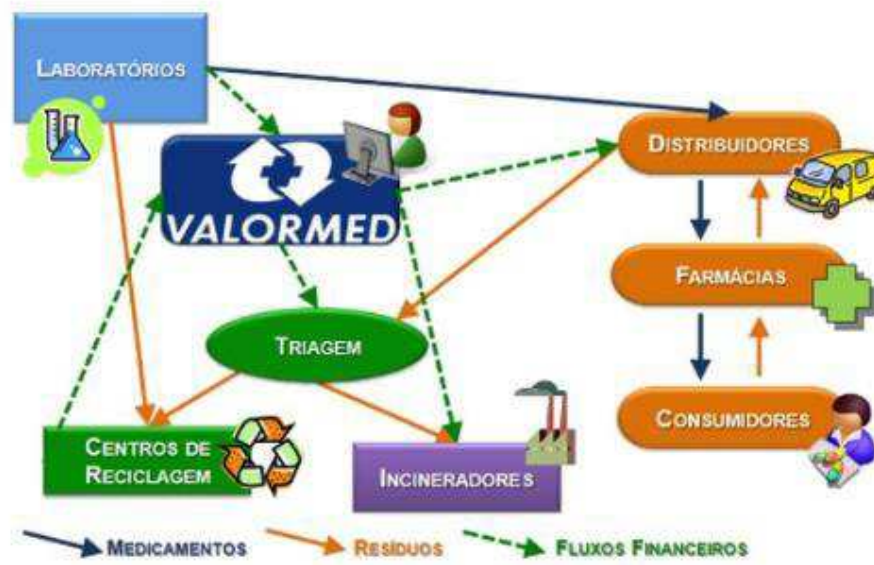 LABORATÓRIOS
DISTRIBUIDORES
VALORMED
FARMÁCIAS
TRIAGEM
CONSUMIDORES
CENTROS DE
RECICLAGEM
INCINERADORES
MEDICAMENTOS
RESÍDUOS
FLUXOS FINANCEIROS